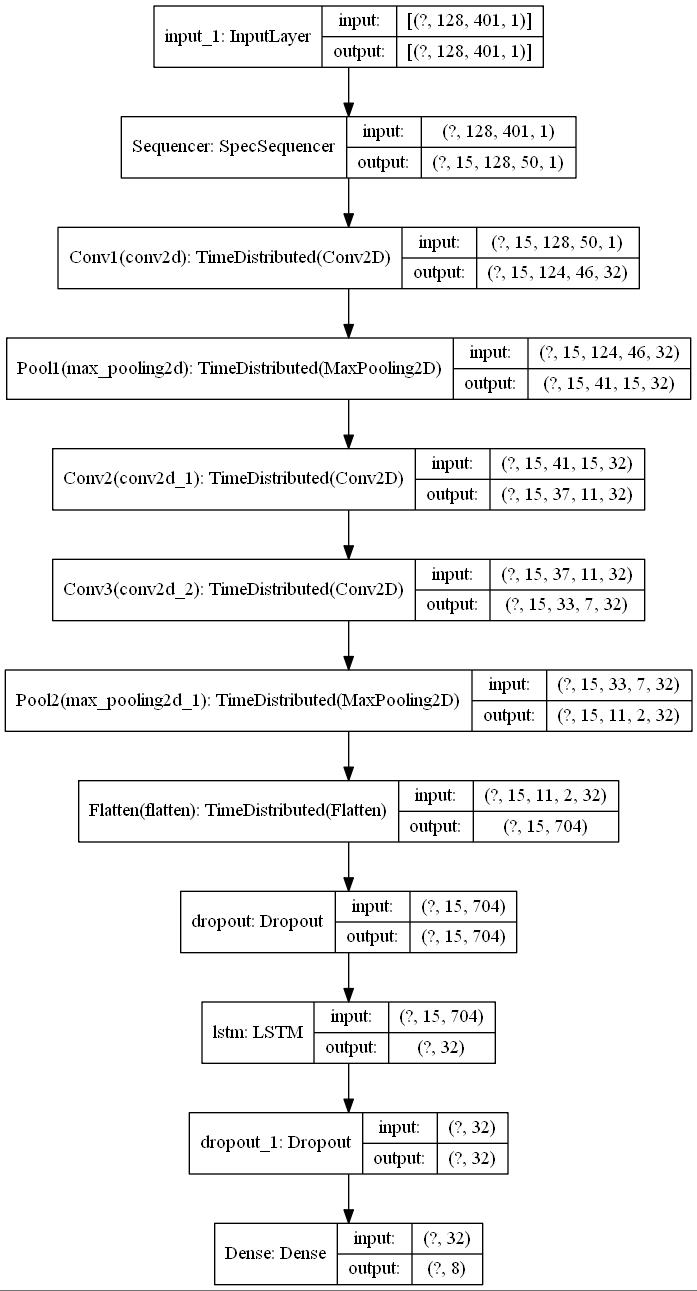 input_1: InputLayer
input: [(?, 128, 401, 1)]
output: [(?, 128, 401, 1)]
Sequencer: SpecSequencer
input: (?, 128, 401, 1)
output: (?, 15, 128, 50, 1)
Conv1(conv2d): TimeDistributed(Conv2D)
input: (?, 15, 128, 50, 1)
output: (?, 15, 124, 46, 32)
Pool1(max_pooling2d): TimeDistributed(MaxPooling2D)
input: (?, 15, 124, 46, 32)
output: (?, 15, 41, 15, 32)
Conv2(conv2d_1): TimeDistributed(Conv2D)
input: (?, 15, 41, 15, 32)
output: (?, 15, 37, 11, 32)
Conv3(conv2d_2): TimeDistributed(Conv2D)
input: (?, 15, 37, 11, 32)
output: (?, 15, 33, 7, 32)
Pool2(max_pooling2d_1): TimeDistributed(MaxPooling2D)
input: (?, 15, 33, 7, 32)
output: (?, 15, 11, 2, 32)
Flatten(flatten): TimeDistributed(Flatten)
input: (?, 15, 11, 2, 32)
output: (?, 15, 704)
dropout: Dropout
input: (?, 15, 704)
output: (?, 15, 704)
lstm: LSTM
input: (?, 15, 704)
output: (?, 32)
dropout_1: Dropout
input: (?, 32)
output: (?, 32)
Dense: Dense
input: (?, 32)
output: (?, 8)